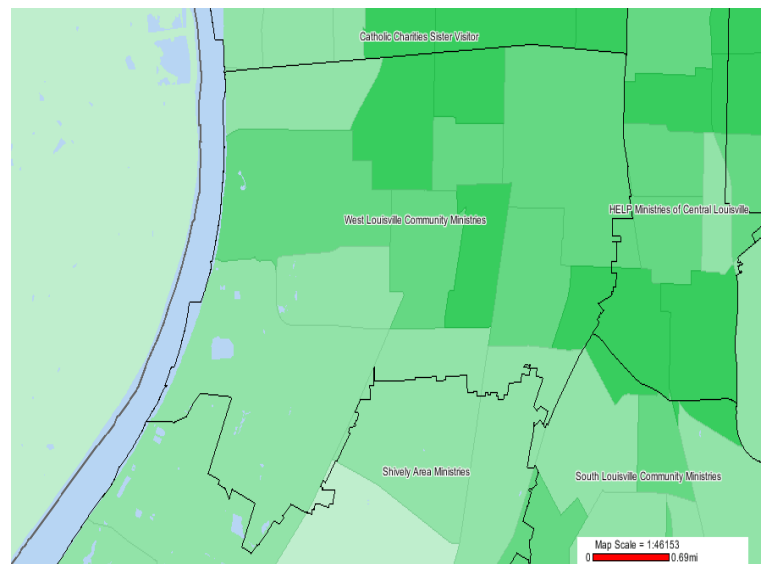 Catholic Charities Sister Visitor
HELP Ministries of Central Louisville
West Louisville Community Ministries
Shively Area Ministries
South Louisville Community Ministries
Map Scale = 1:46153
0 0.69mi